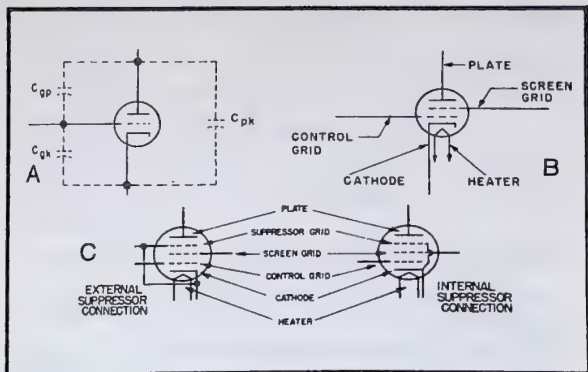 A
Cgp
Cgk
Cpk
B
PLATE
SCREEN
GRID
CONTROL
GRID
CATHODE
HEATER
C
PLATE
SUPPRESSOR GRID
SCREEN GRID
CONTROL GRID
CATHODE
HEATER
EXTERNAL
SUPPRESSOR
CONNECTION
INTERNAL
SUPPRESSOR
CONNECTION